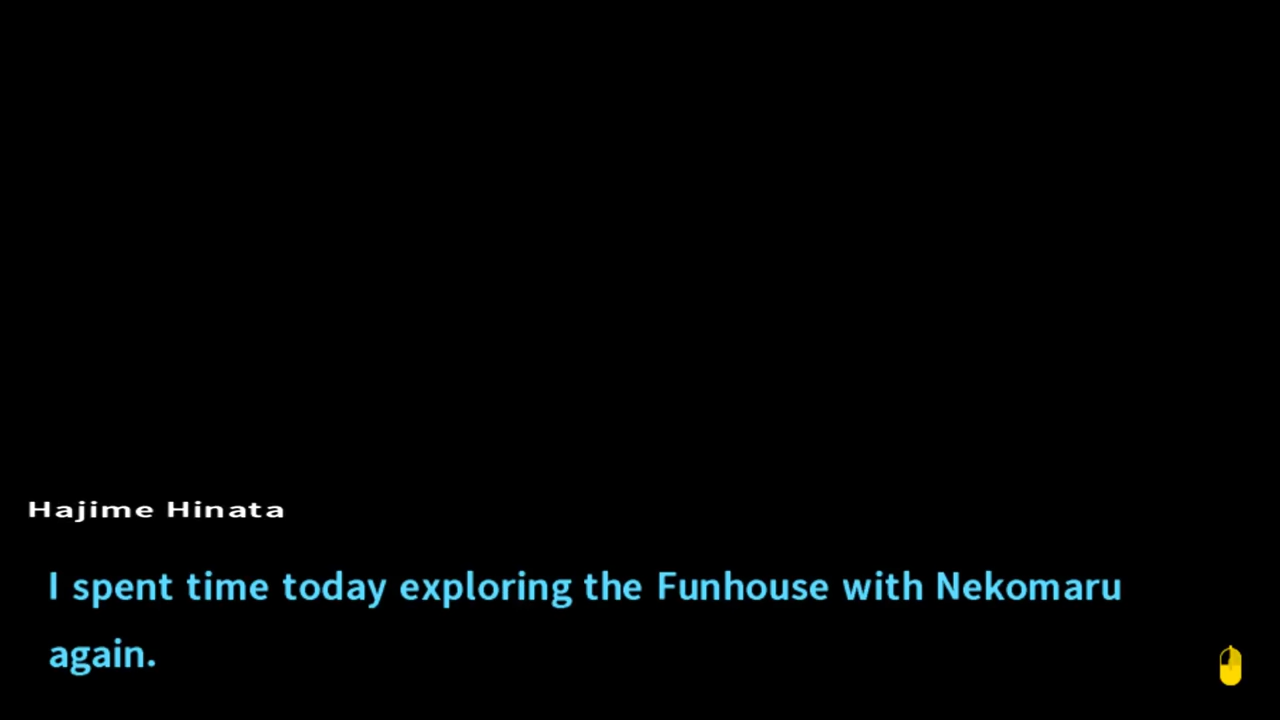 Hajime Hinata
I spent time today exploring the Funhouse with Nekomaru
again.